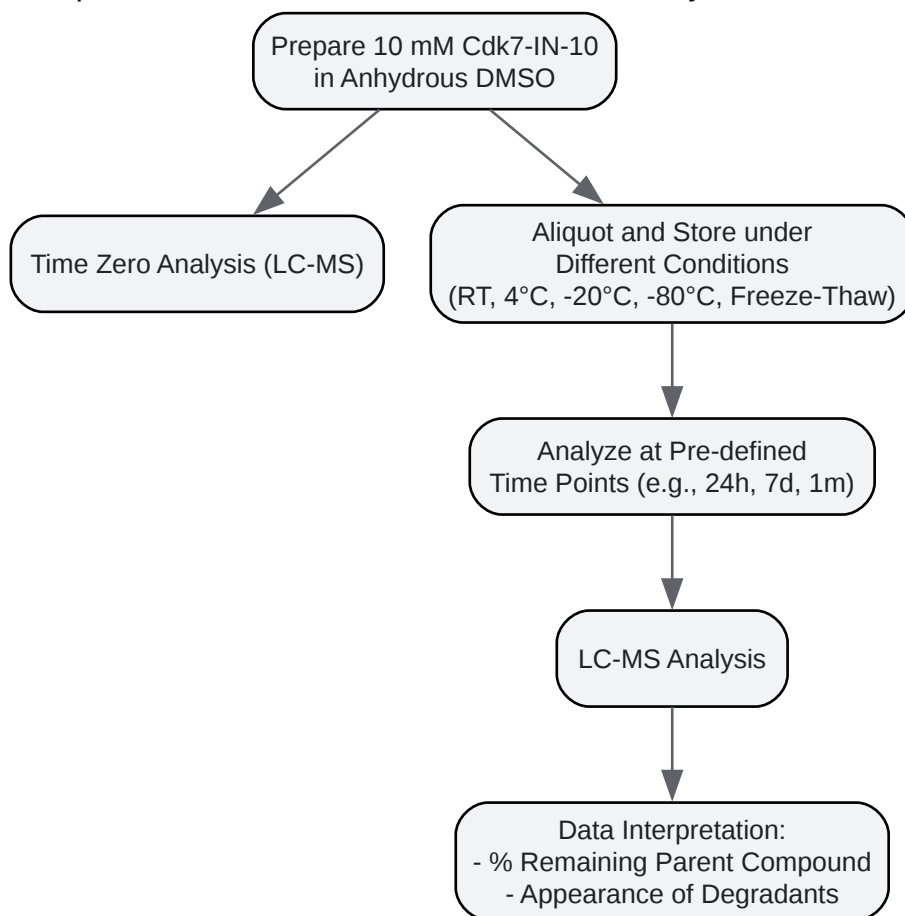 Prepare 10 mM Cdk7-IN-10
in Anhydrous DMSO
Time Zero Analysis (LC-MS)
Aliquot and Store under
Different Conditions
(RT, 4°C, -20°C, -80°C, Freeze-Thaw)
Analyze at Pre-defined
Time Points (e.g., 24h, 7d, 1m)
LC-MS Analysis
Data Interpretation:
- % Remaining Parent Compound
- Appearance of Degradants